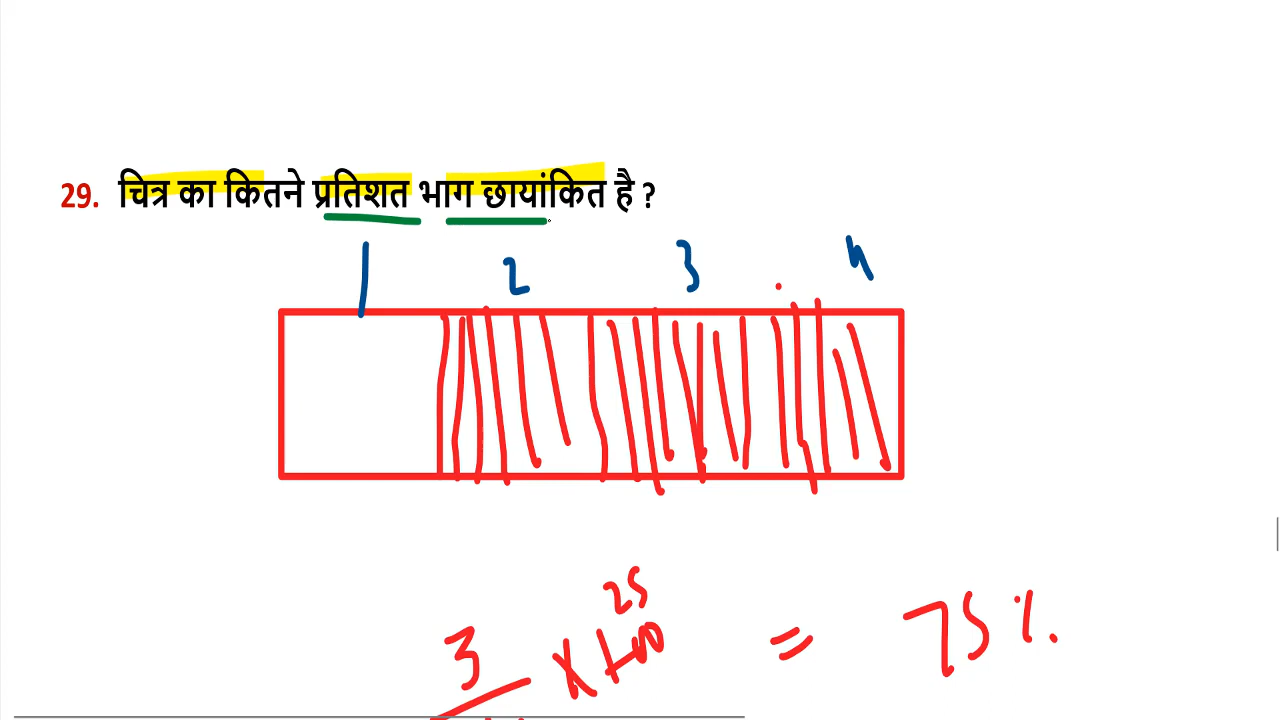 29. चित्र का कितने प्रतिशत भाग छायांकित है ?
1 2 3 4
25
3 x 100 = 75 %.